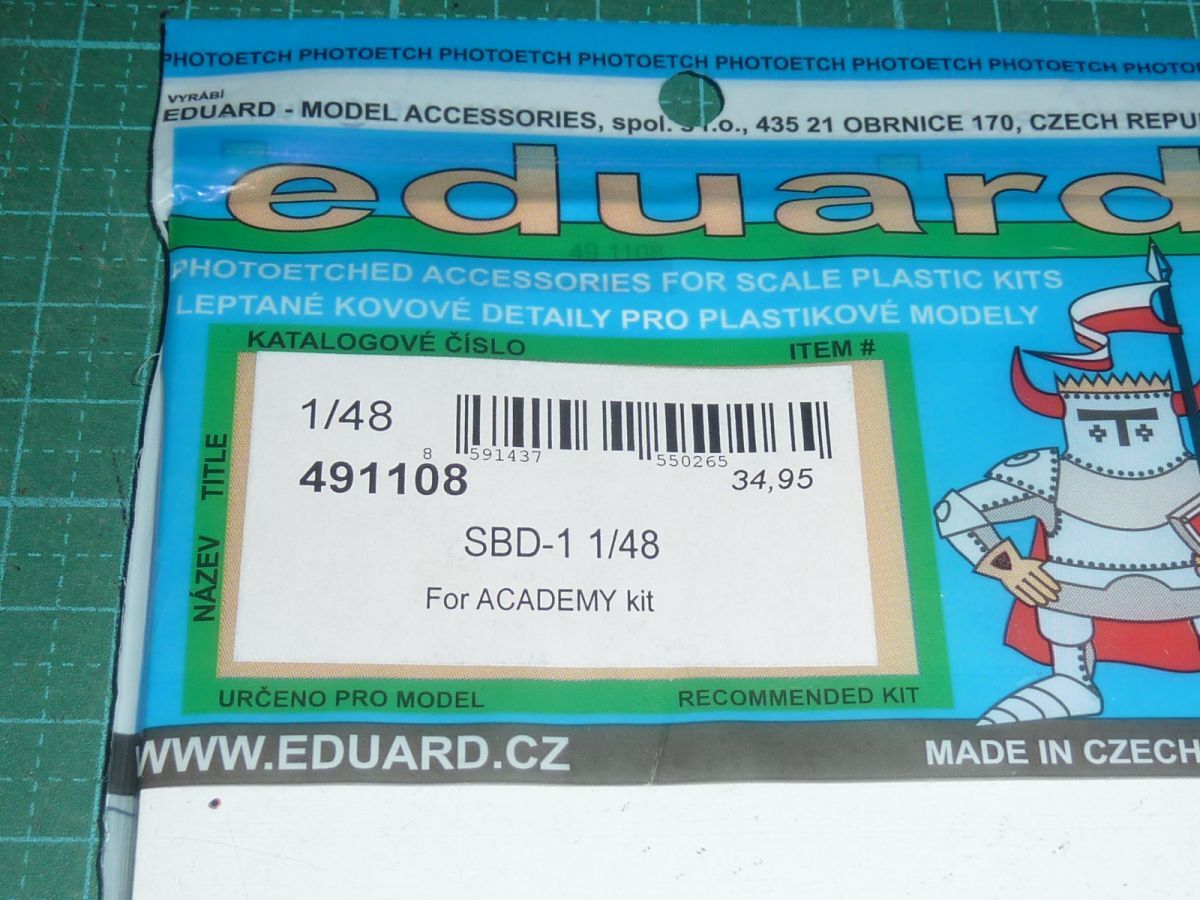 PHOTOETCH PHOTOETCH PHOTOETCH PHOTOETCH PHOTOETCH PHOTOETCH PHOTOETCH
VYRÁBÍ
EDUARD - MODEL ACCESSORIES, spol. s r.o., 435 21 OBRNICE 170, CZECH REPU
eduard
491108
PHOTOETCHED ACCESSORIES FOR SCALE PLASTIC KITS
LEPTANÉ KOVOVÉ DETAILY PRO PLASTIKOVÉ MODELY
KATALOGOVÉ ČÍSLO ITEM #
NÁZEV TITLE
1/48
8 591437 550265
491108 34,95
SBD-1 1/48
For ACADEMY kit
URČENO PRO MODEL RECOMMENDED KIT
WWW.EDUARD.CZ MADE IN CZECH